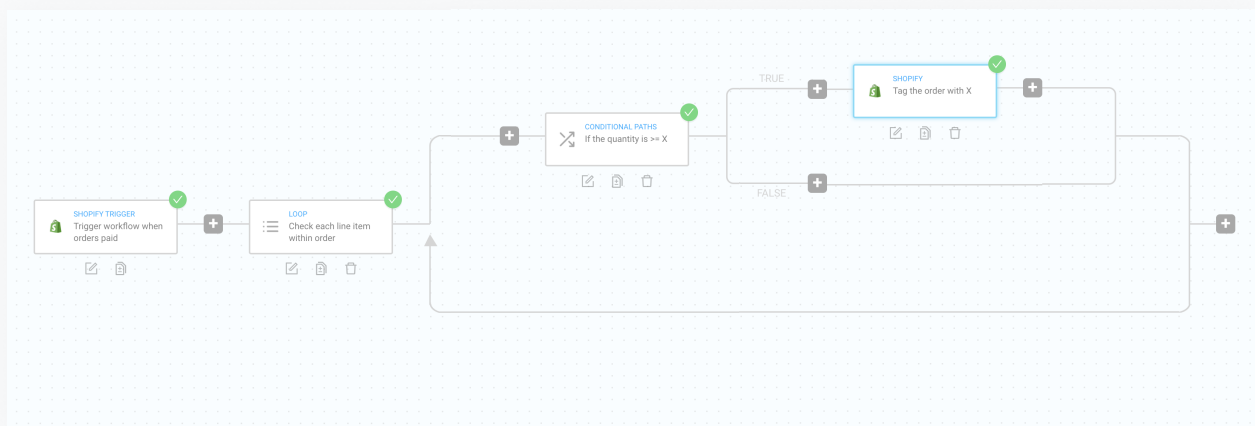 SHOPIFY TRIGGER
Trigger workflow when
orders paid
LOOP
Check each line item
within order
CONDITIONAL PATHS
If the quantity is >= X
TRUE
SHOPIFY
Tag the order with X
FALSE